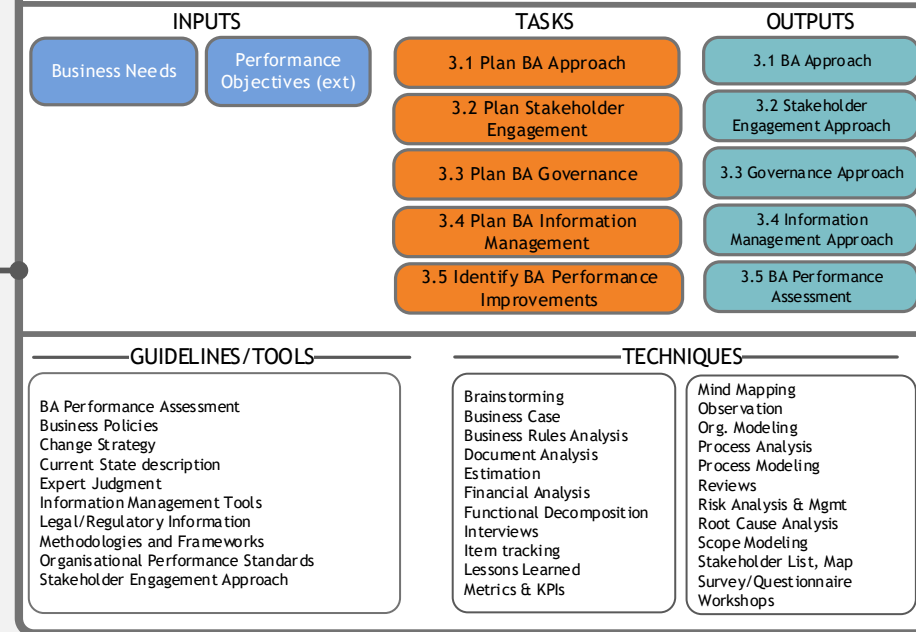 INPUTS
Business Needs
Performance
Objectives (ext)
TASKS
3.1 Plan BA Approach
3.2 Plan Stakeholder
Engagement
3.3 Plan BA Governance
3.4 Plan BA Information
Management
3.5 Identify BA Performance
Improvements
OUTPUTS
3.1 BA Approach
3.2 Stakeholder
Engagement Approach
3.3 Governance Approach
3.4 Information
Management Approach
3.5 BA Performance
Assessment
GUIDELINES/TOOLS
BA Performance Assessment
Business Policies
Change Strategy
Current State description
Expert Judgment
Information Management Tools
Legal/Regulatory Information
Methodologies and Frameworks
Organisational Performance Standards
Stakeholder Engagement Approach
TECHNIQUES
Brainstorming
Business Case
Business Rules Analysis
Document Analysis
Estimation
Financial Analysis
Functional Decomposition
Interviews
Item tracking
Lessons Learned
Metrics & KPIs
Mind Mapping
Observation
Org. Modeling
Process Analysis
Process Modeling
Reviews
Risk Analysis & Mgmt
Root Cause Analysis
Scope Modeling
Stakeholder List, Map
Survey/Questionnaire
Workshops